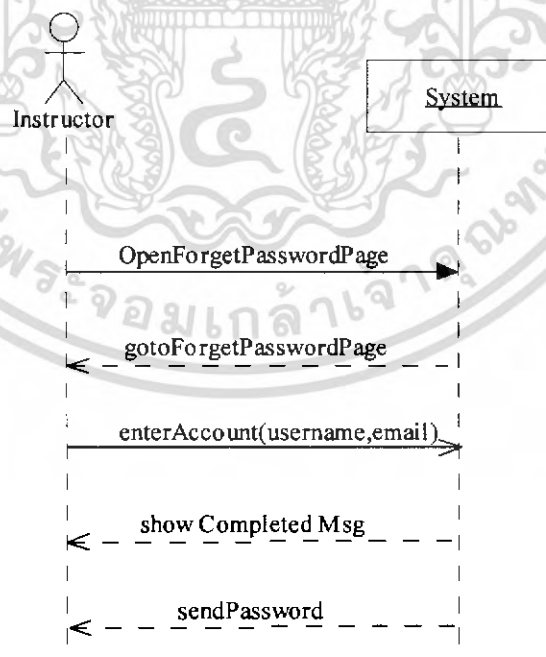 Instructor
System
OpenForgetPasswordPage
gotoForgetPasswordPage
enterAccount(username,email)
show Completed Msg
sendPassword